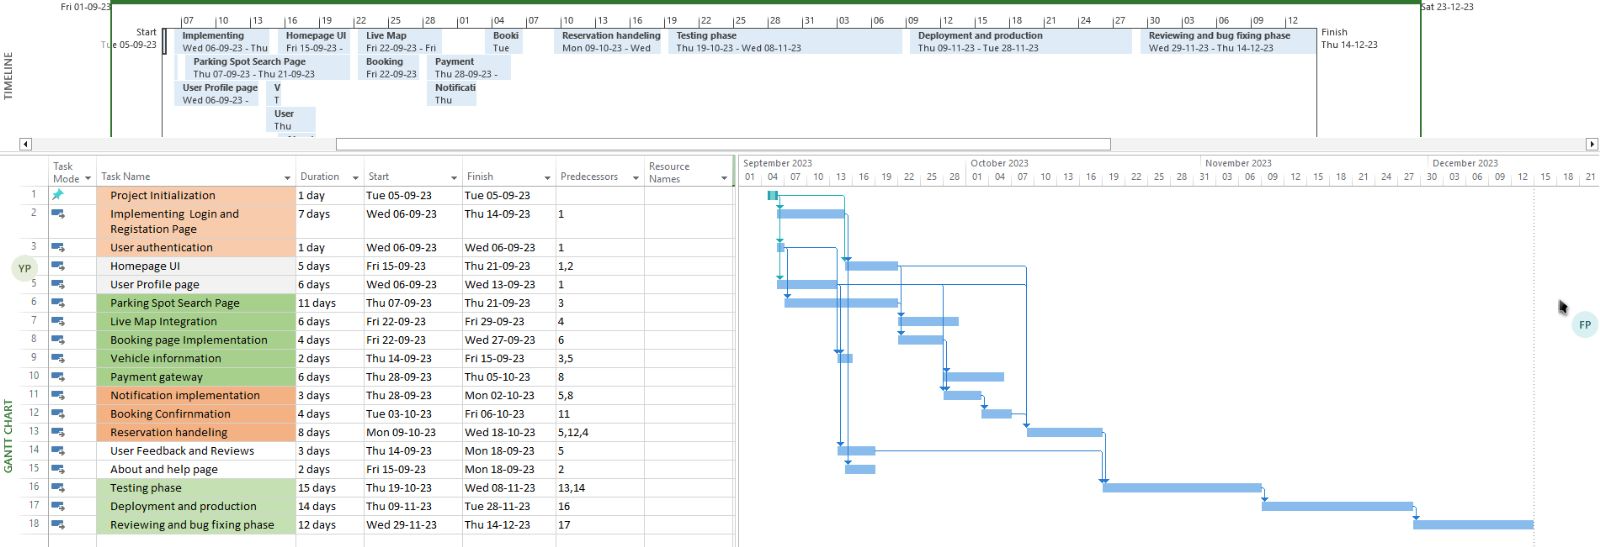 Fri 01-09-23
Sat 23-12-23
07 10 13 16 19 22 25 28 01 04 07 10 13 16 19 22 25 28 31 03 06 09 12 15 18 21 24 27 30 03 06 09 12
TIMELINE
Start
Tue 05-09-23
Finish
Thu 14-12-23
Implementing
Wed 06-09-23 - Thu
Homepage UI
Fri 15-09-23 -
Live Map
Fri 22-09-23 - Fri
Booki
Tue
Reservation handeling
Mon 09-10-23 - Wed
Testing phase
Thu 19-10-23 - Wed 08-11-23
Deployment and production
Thu 09-11-23 - Tue 28-11-23
Reviewing and bug fixing phase
Wed 29-11-23 - Thu 14-12-23
Parking Spot Search Page
Thu 07-09-23 - Thu 21-09-23
Booking
Fri 22-09-23
Payment
Thu 28-09-23 -
User Profile page
Wed 06-09-23 -
V
T
Notificati
Thu
User
Thu
Task Mode Task Name Duration Start Finish Predecessors Resource Names
September 2023 October 2023 November 2023 December 2023
01 04 07 10 13 16 19 22 25 28 01 04 07 10 13 16 19 22 25 28 31 03 06 09 12 15 18 21 24 27 30 03 06 09 12 15 18 21
GANTT CHART
YP
FP
1 Project Initialization 1 day Tue 05-09-23 Tue 05-09-23
2 Implementing Login and 7 days Wed 06-09-23 Thu 14-09-23 1
Registation Page
3 User authentication 1 day Wed 06-09-23 Wed 06-09-23 1
Homepage UI 5 days Fri 15-09-23 Thu 21-09-23 1,2
5 User Profile page 6 days Wed 06-09-23 Wed 13-09-23 1
6 Parking Spot Search Page 11 days Thu 07-09-23 Thu 21-09-23 3
7 Live Map Integration 6 days Fri 22-09-23 Fri 29-09-23 4
8 Booking page Implementation 4 days Fri 22-09-23 Wed 27-09-23 6
9 Vehicle infornmation 2 days Thu 14-09-23 Fri 15-09-23 3,5
10 Payment gateway 6 days Thu 28-09-23 Thu 05-10-23 8
11 Notification implementation 3 days Thu 28-09-23 Mon 02-10-23 5,8
12 Booking Confirnmation 4 days Tue 03-10-23 Fri 06-10-23 11
13 Reservation handeling 8 days Mon 09-10-23 Wed 18-10-23 5,12,4
14 User Feedback and Reviews 3 days Thu 14-09-23 Mon 18-09-23 5
15 About and help page 2 days Fri 15-09-23 Mon 18-09-23 2
16 Testing phase 15 days Thu 19-10-23 Wed 08-11-23 13,14
17 Deployment and production 14 days Thu 09-11-23 Tue 28-11-23 16
18 Reviewing and bug fixing phase 12 days Wed 29-11-23 Thu 14-12-23 17